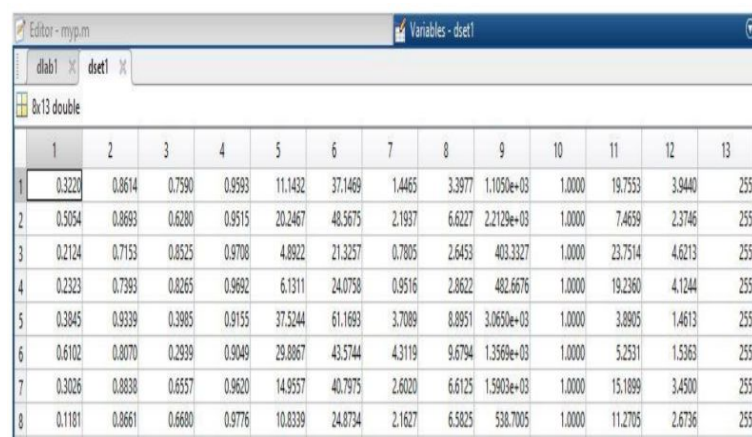 Editor - myp.m Variables - dset1
dlab1 dset1
8x13 double
1 2 3 4 5 6 7 8 9 10 11 12 13
1 0.3220 0.8614 0.7590 0.9593 11.1432 37.1469 1.4465 3.3977 1.1050e+03 1.0000 19.7553 3.9440 255
2 0.5054 0.8693 0.6280 0.9515 20.2467 48.5675 2.1937 6.6227 2.2129e+03 1.0000 7.4659 2.3746 255
3 0.2124 0.7153 0.8525 0.9708 4.8922 21.3257 0.7805 2.6453 403.3327 1.0000 23.7514 4.6213 255
4 0.2323 0.7393 0.8265 0.9692 6.1311 24.0758 0.9516 2.8622 482.6676 1.0000 19.2360 4.1244 255
5 0.3845 0.9339 0.3985 0.9155 37.5244 61.1693 3.7089 8.8951 3.0650e+03 1.0000 3.8905 1.4613 255
6 0.6102 0.8070 0.2939 0.9049 29.8867 43.5744 4.3119 9.6794 1.3569e+03 1.0000 5.2531 1.5363 255
7 0.3026 0.8838 0.6557 0.9620 14.9557 40.7975 2.6020 6.6125 1.5903e+03 1.0000 15.1899 3.4500 255
8 0.1181 0.8661 0.6680 0.9776 10.8339 24.8734 2.1627 6.5825 538.7005 1.0000 11.2705 2.6736 255